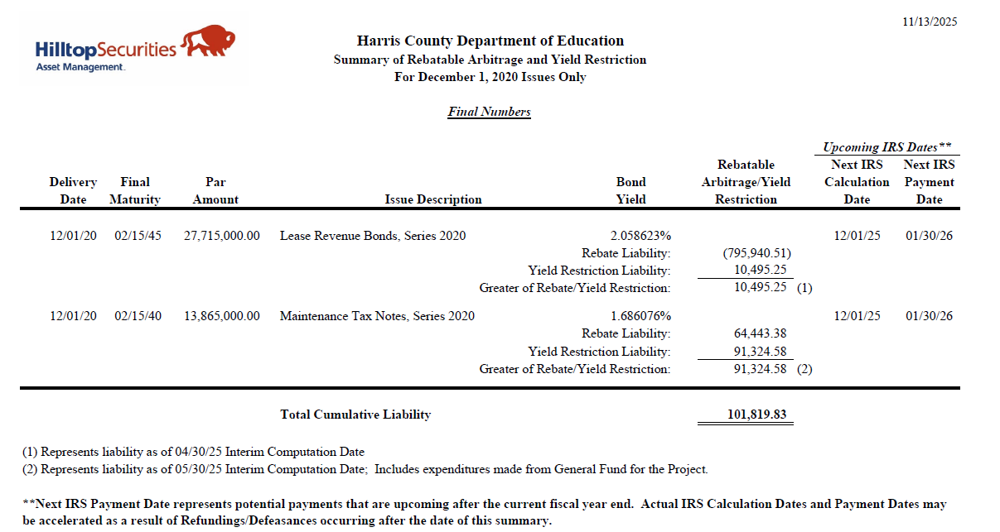 11/13/2025
HilltopSecurities
Asset Management.
Harris County Department of Education
Summary of Rebatable Arbitrage and Yield Restriction
For December 1, 2020 Issues Only
Final Numbers
Upcoming IRS Dates**
Rebatable Next IRS Next IRS
Delivery Final Par Bond Arbitrage/Yield Calculation Payment
Date Maturity Amount Issue Description Yield Restriction Date Date
12/01/20 02/15/45 27,715,000.00 Lease Revenue Bonds, Series 2020 2.058623% 12/01/25 01/30/26
Rebate Liability: (795,940.51)
Yield Restriction Liability: 10,495.25
Greater of Rebate/Yield Restriction: 10,495.25 (1)
12/01/20 02/15/40 13,865,000.00 Maintenance Tax Notes, Series 2020 1.686076% 12/01/25 01/30/26
Rebate Liability: 64,443.38
Yield Restriction Liability: 91,324.58
Greater of Rebate/Yield Restriction: 91,324.58 (2)
Total Cumulative Liability 101,819.83
(1) Represents liability as of 04/30/25 Interim Computation Date
(2) Represents liability as of 05/30/25 Interim Computation Date; Includes expenditures made from General Fund for the Project.
**Next IRS Payment Date represents potential payments that are upcoming after the current fiscal year end. Actual IRS Calculation Dates and Payment Dates may
be accelerated as a result of Refundings/Defeasances occurring after the date of this summary.